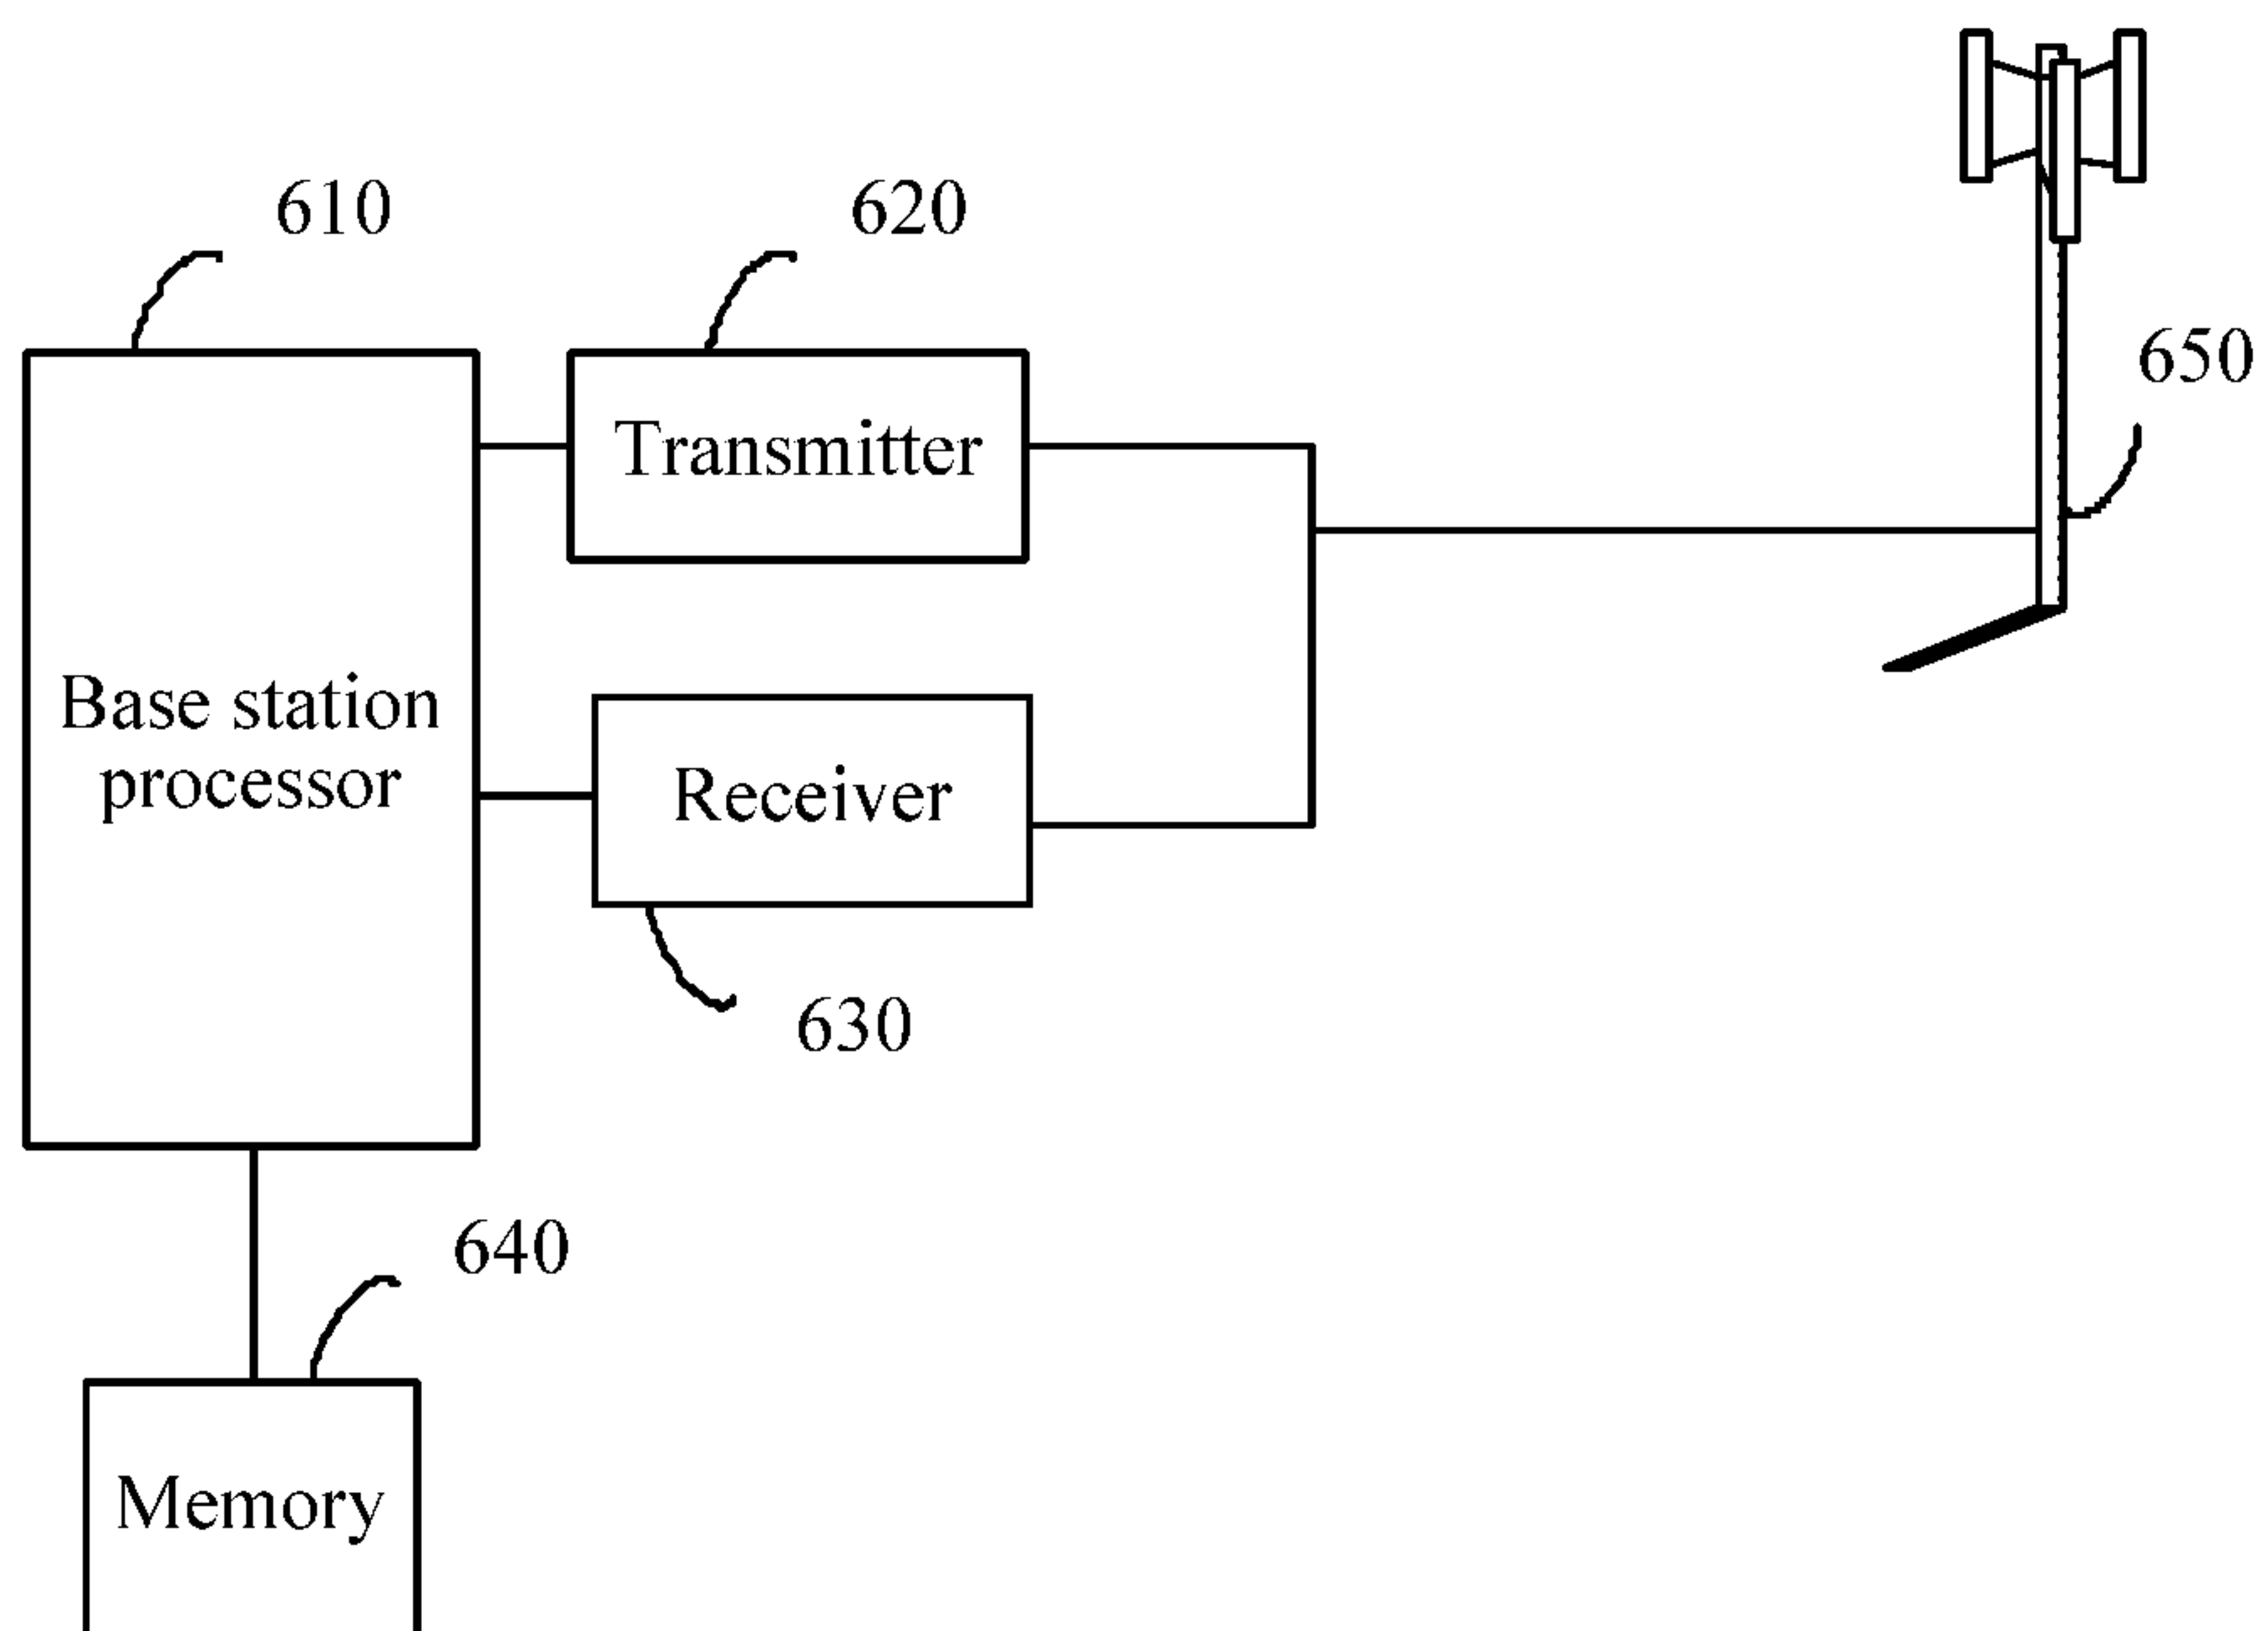 610
620
650
Transmitter
Base station
processor
Receiver
630
640
Memory